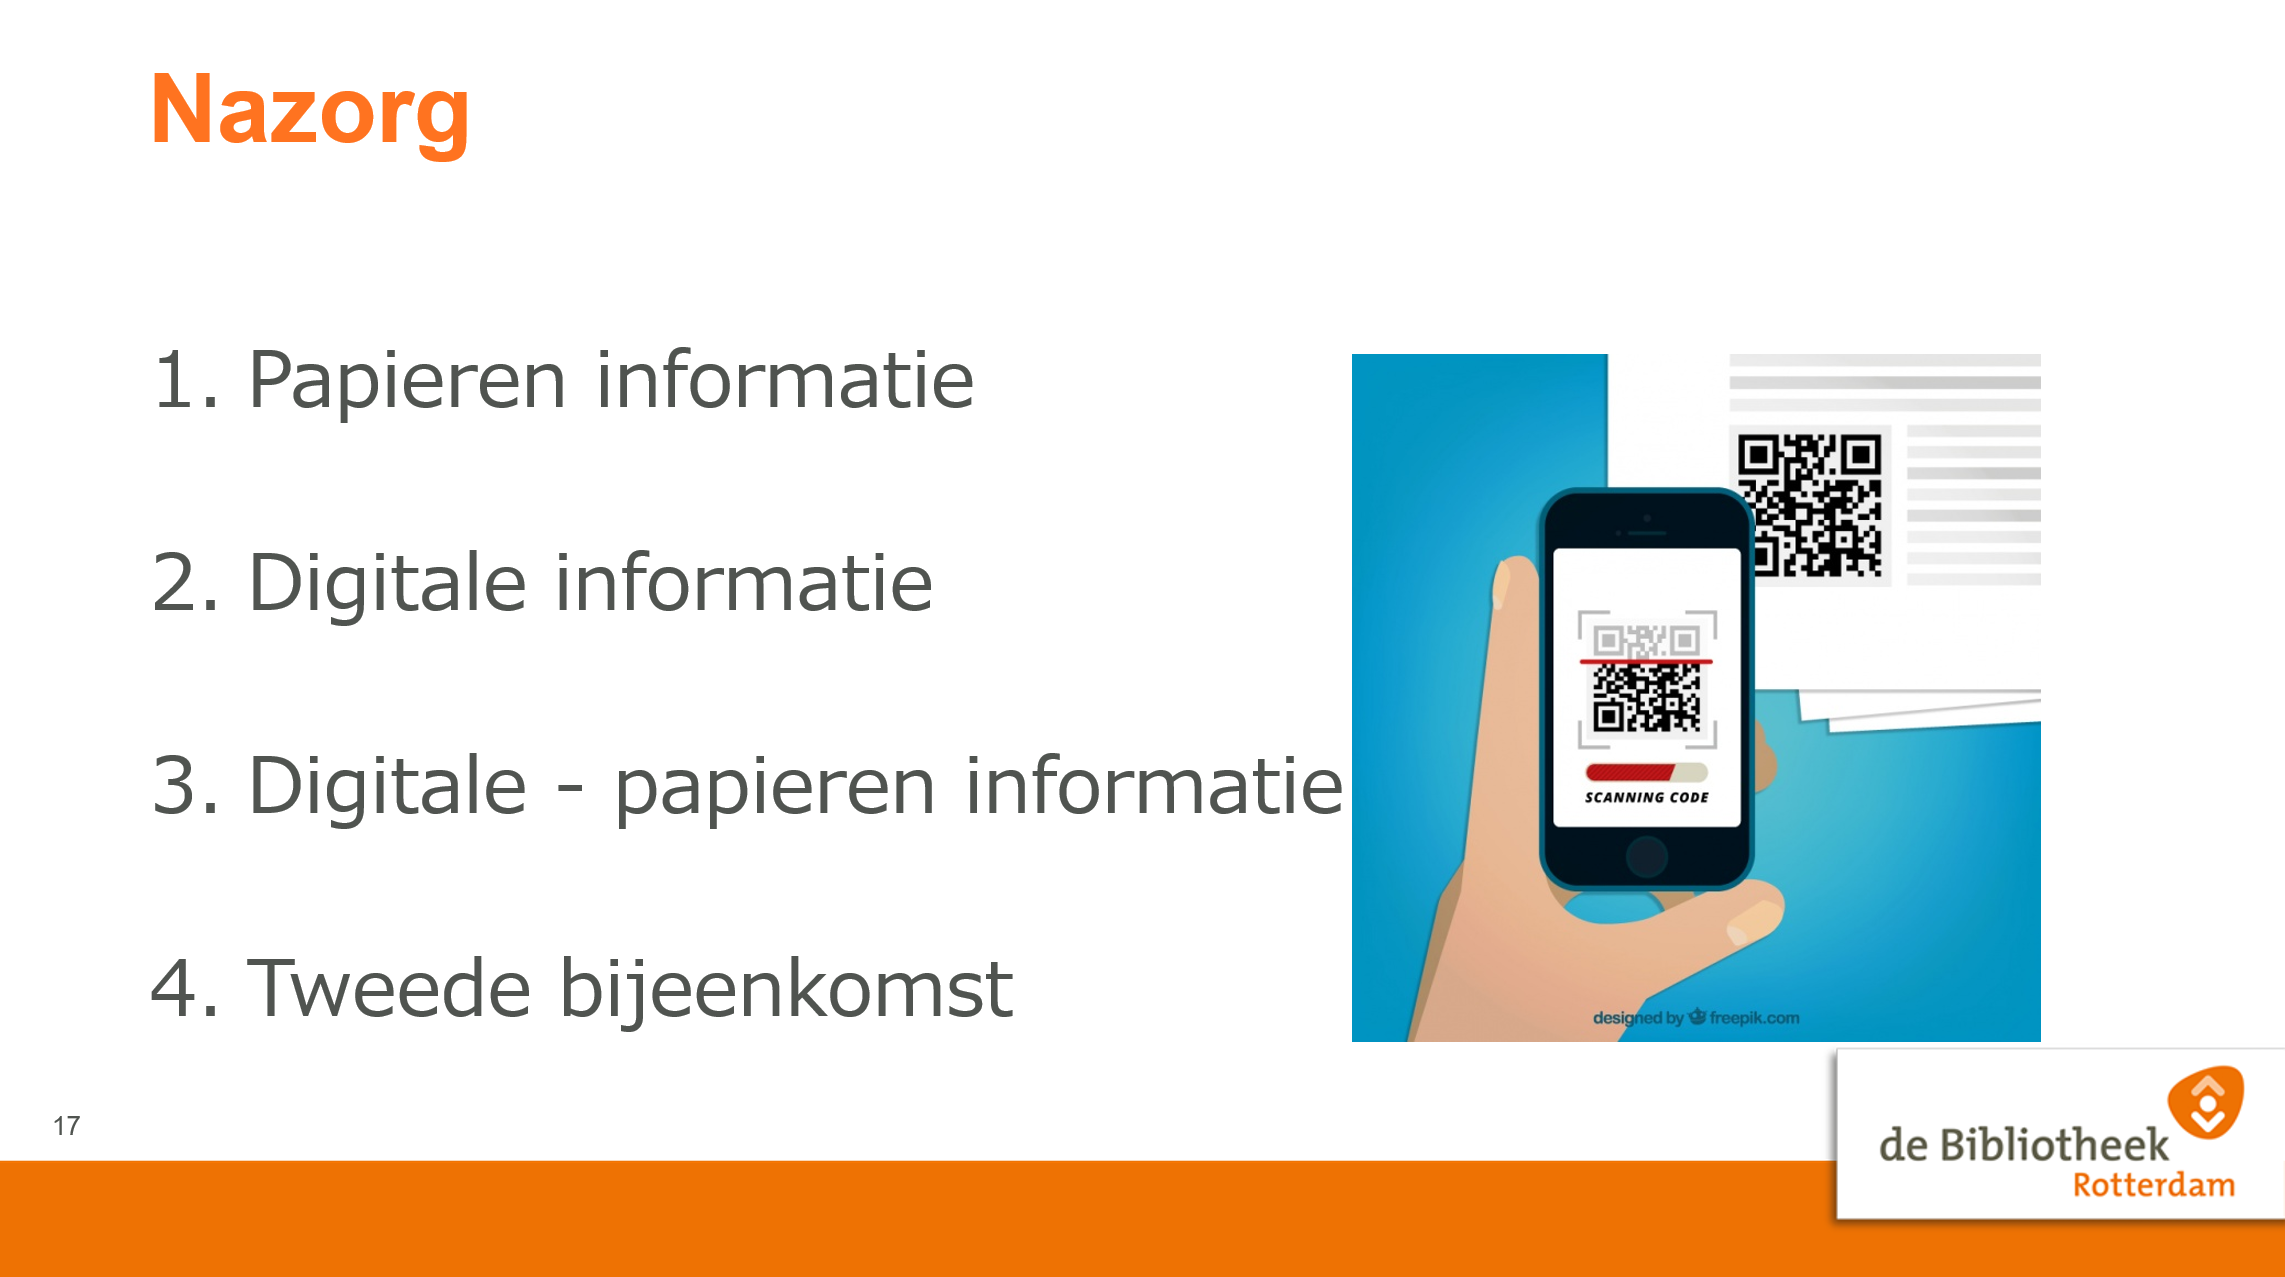 Nazorg
1. Papieren informatie
2. Digitale informatie
3. Digitale - papieren informatie
4. Tweede bijeenkomst
SCANNING CODE
designed by freepik.com
17
de Bibliotheek
Rotterdam